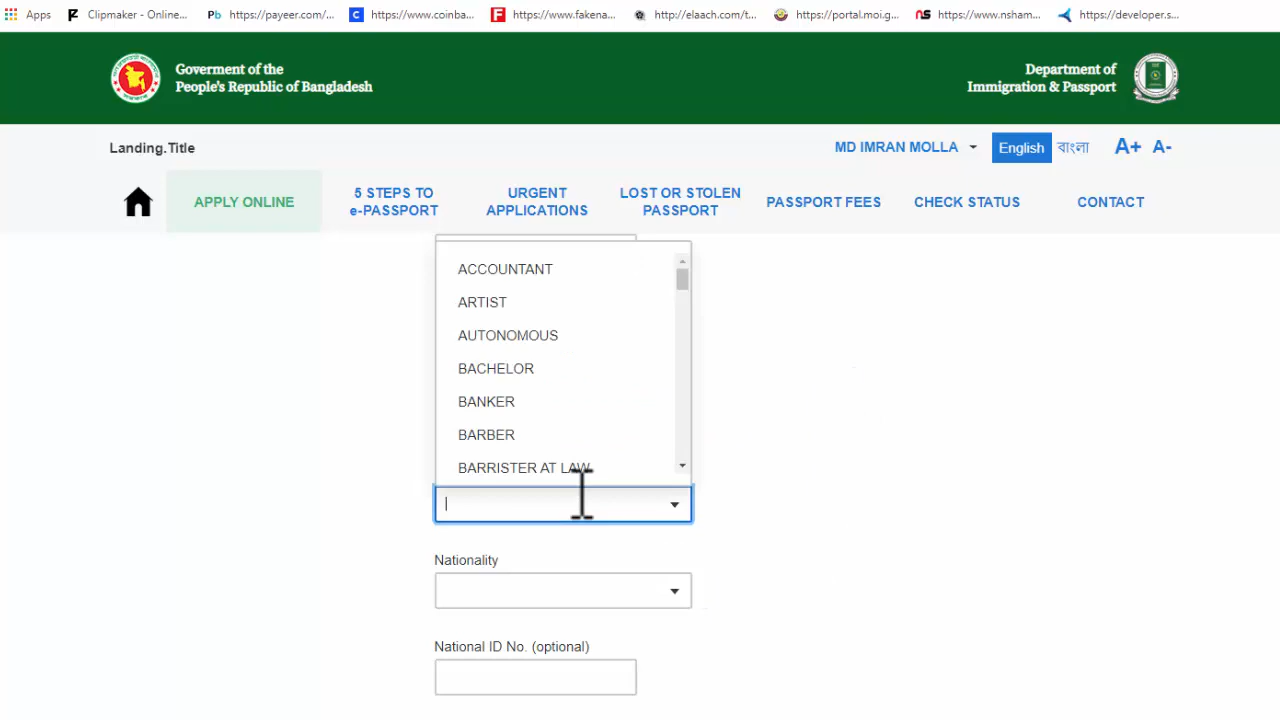 Apps
Clipmaker - Online...
https://payeer.com/...
https://www.coinba...
https://www.fakena...
http://elaach.com/t...
https://portal.moi.g...
https://www.nsham...
https://developer.s...
Goverment of the
People's Republic of Bangladesh
Department of
Immigration & Passport
Landing.Title
MD IMRAN MOLLA
English
বাংলা
A+ A-
APPLY ONLINE
5 STEPS TO
e-PASSPORT
URGENT
APPLICATIONS
LOST OR STOLEN
PASSPORT
PASSPORT FEES
CHECK STATUS
CONTACT
ACCOUNTANT
ARTIST
AUTONOMOUS
BACHELOR
BANKER
BARBER
BARRISTER AT LAW
Nationality
National ID No. (optional)